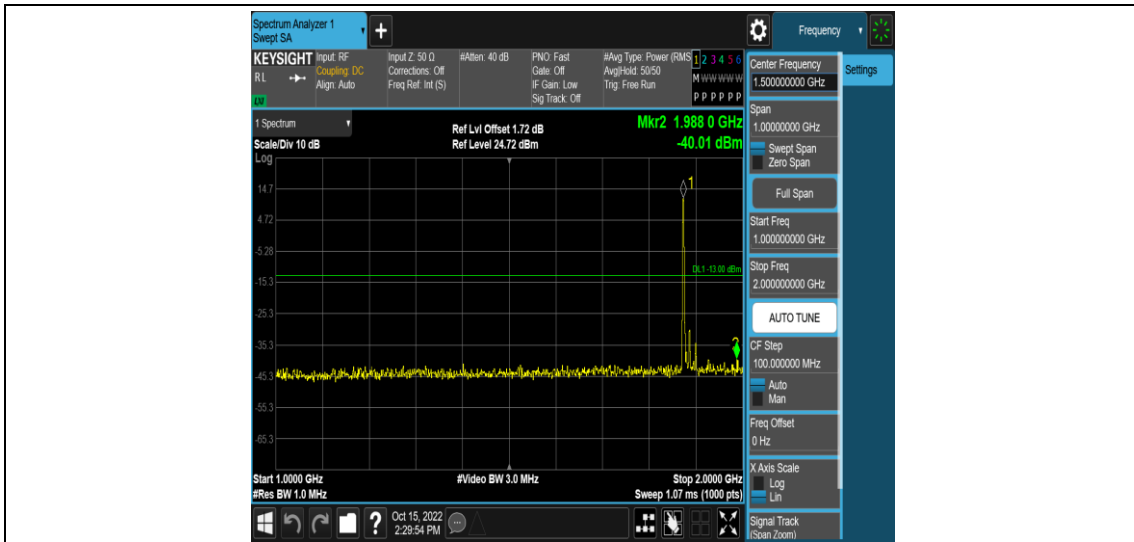 Spectrum Analyzer 1
Swept SA
Frequency
KEYSIGHT
RL
LXI
Input: RF
Coupling: DC
Align: Auto
Input Z: 50 Ω
Corrections: Off
Freq Ref: Int (S)
#Atten: 40 dB
PNO: Fast
Gate: Off
IF Gain: Low
Sig Track: Off
#Avg Type: Power (RMS
Avg|Hold: 50/50
Trig: Free Run
1 2 3 4 5 6
M W W W W W
P P P P P P
1 Spectrum
Scale/Div 10 dB
Log
Ref Lvl Offset 1.72 dB
Ref Level 24.72 dBm
Mkr2 1.988 0 GHz
-40.01 dBm
14.7
4.72
-5.28
-15.3
-25.3
-35.3
-45.3
-55.3
-65.3
1
DL1 -13.00 dBm
2
Start 1.0000 GHz
#Res BW 1.0 MHz
#Video BW 3.0 MHz
Stop 2.0000 GHz
Sweep 1.07 ms (1000 pts)
Oct 15, 2022
2:29:54 PM
Center Frequency
1.500000000 GHz
Settings
Span
1.00000000 GHz
Swept Span
Zero Span
Full Span
Start Freq
1.000000000 GHz
Stop Freq
2.000000000 GHz
AUTO TUNE
CF Step
100.000000 MHz
Auto
Man
Freq Offset
0 Hz
X Axis Scale
Log
Lin
Signal Track
(Span Zoom)